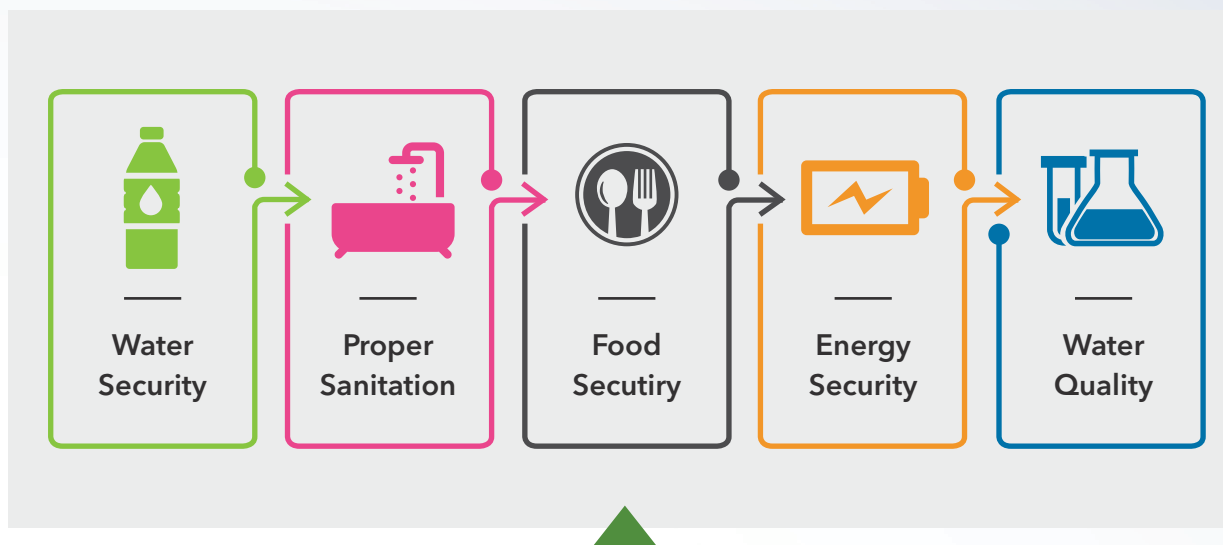 Water
Security
Proper
Sanitation
Food
Secutiry
Energy
Security
Water
Quality